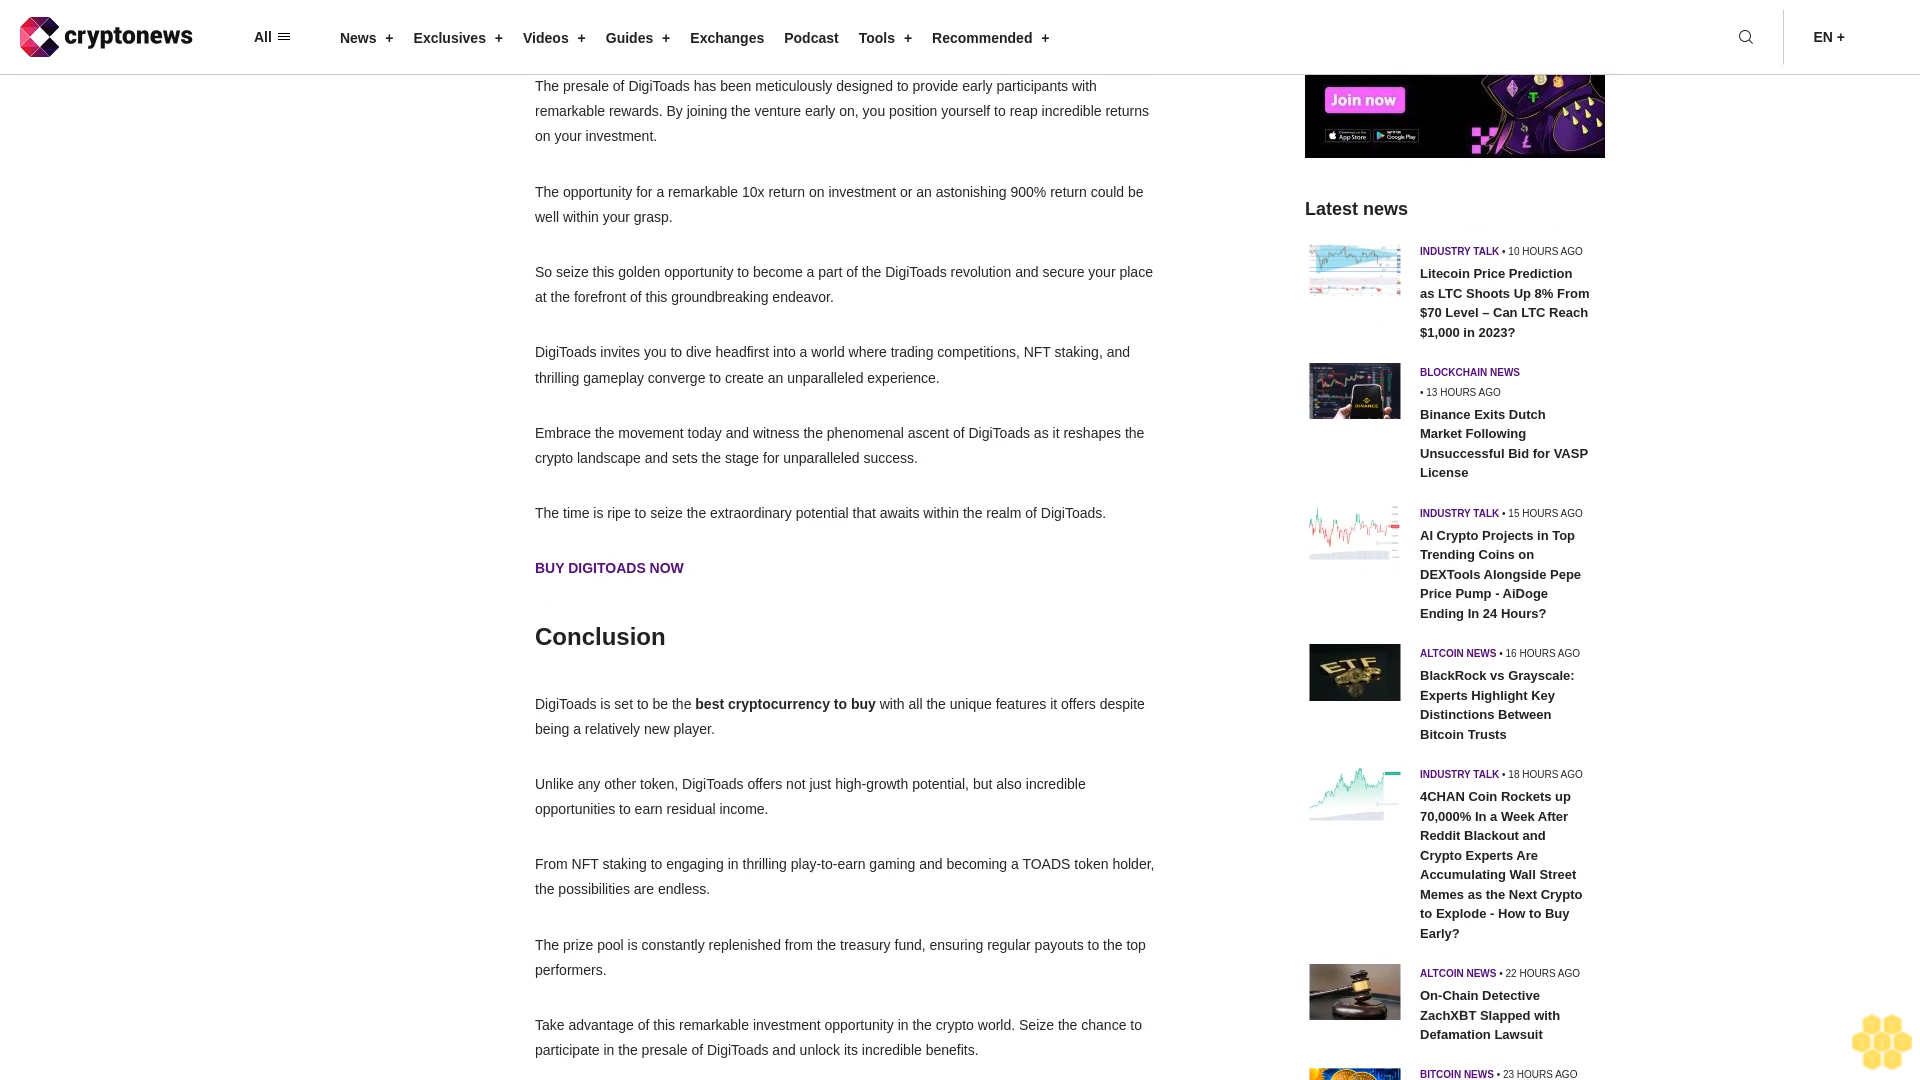 cryptonews
All
News +
Exclusives +
Videos +
Guides +
Exchanges
Podcast
Tools +
Recommended +
EN +
The presale of DigiToads has been meticulously designed to provide early participants with
remarkable rewards. By joining the venture early on, you position yourself to reap incredible returns
on your investment.
The opportunity for a remarkable 10x return on investment or an astonishing 900% return could be
well within your grasp.
So seize this golden opportunity to become a part of the DigiToads revolution and secure your place
at the forefront of this groundbreaking endeavor.
DigiToads invites you to dive headfirst into a world where trading competitions, NFT staking, and
thrilling gameplay converge to create an unparalleled experience.
Embrace the movement today and witness the phenomenal ascent of DigiToads as it reshapes the
crypto landscape and sets the stage for unparalleled success.
The time is ripe to seize the extraordinary potential that awaits within the realm of DigiToads.
BUY DIGITOADS NOW
Conclusion
DigiToads is set to be the best cryptocurrency to buy with all the unique features it offers despite
being a relatively new player.
Unlike any other token, DigiToads offers not just high-growth potential, but also incredible
opportunities to earn residual income.
From NFT staking to engaging in thrilling play-to-earn gaming and becoming a TOADS token holder,
the possibilities are endless.
The prize pool is constantly replenished from the treasury fund, ensuring regular payouts to the top
performers.
Take advantage of this remarkable investment opportunity in the crypto world. Seize the chance to
participate in the presale of DigiToads and unlock its incredible benefits.
Join now
App Store
Google Play
Latest news
INDUSTRY TALK • 10 HOURS AGO
Litecoin Price Prediction
as LTC Shoots Up 8% From
$70 Level – Can LTC Reach
$1,000 in 2023?
BINANCE
BLOCKCHAIN NEWS
• 13 HOURS AGO
Binance Exits Dutch
Market Following
Unsuccessful Bid for VASP
License
INDUSTRY TALK • 15 HOURS AGO
AI Crypto Projects in Top
Trending Coins on
DEXTools Alongside Pepe
Price Pump - AiDoge
Ending In 24 Hours?
ETF
ALTCOIN NEWS • 16 HOURS AGO
BlackRock vs Grayscale:
Experts Highlight Key
Distinctions Between
Bitcoin Trusts
INDUSTRY TALK • 18 HOURS AGO
4CHAN Coin Rockets up
70,000% In a Week After
Reddit Blackout and
Crypto Experts Are
Accumulating Wall Street
Memes as the Next Crypto
to Explode - How to Buy
Early?
ALTCOIN NEWS • 22 HOURS AGO
On-Chain Detective
ZachXBT Slapped with
Defamation Lawsuit
BITCOIN NEWS • 23 HOURS AGO